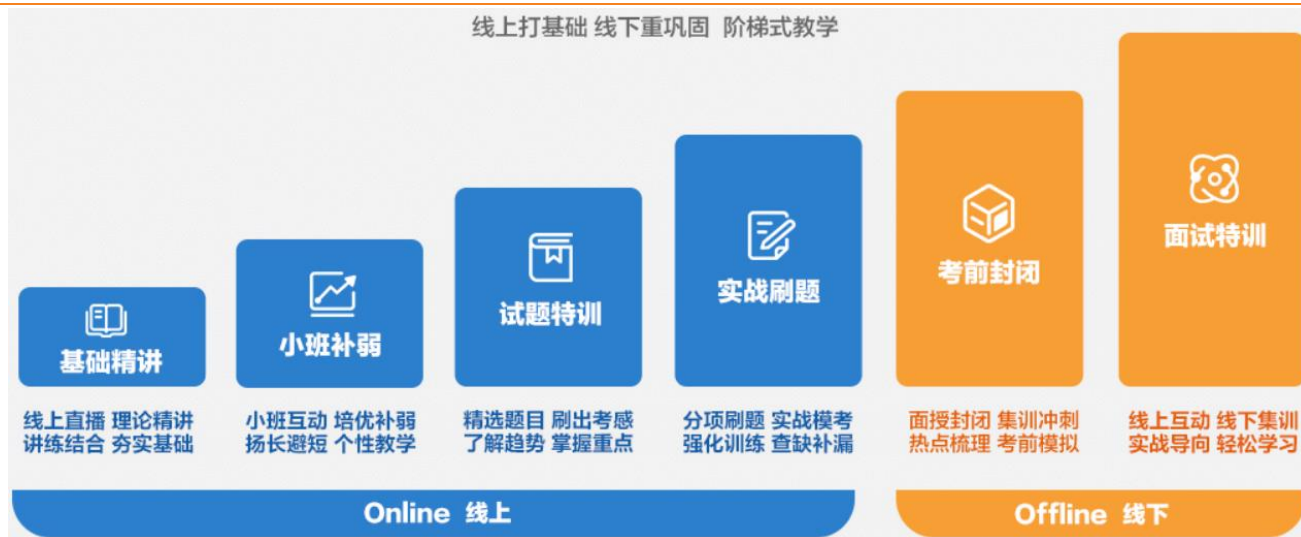 线上打基础 线下重巩固 阶梯式教学
基础精讲
线上直播 理论精讲
讲练结合 夯实基础
小班补弱
小班互动 培优补弱
扬长避短 个性教学
试题特训
精选题目 刷出考感
了解趋势 掌握重点
实战刷题
分项刷题 实战模考
强化训练 查缺补漏
考前封闭
面授封闭 集训冲刺
热点梳理 考前模拟
面试特训
线上互动 线下集训
实战导向 轻松学习
Online 线上
Offline 线下